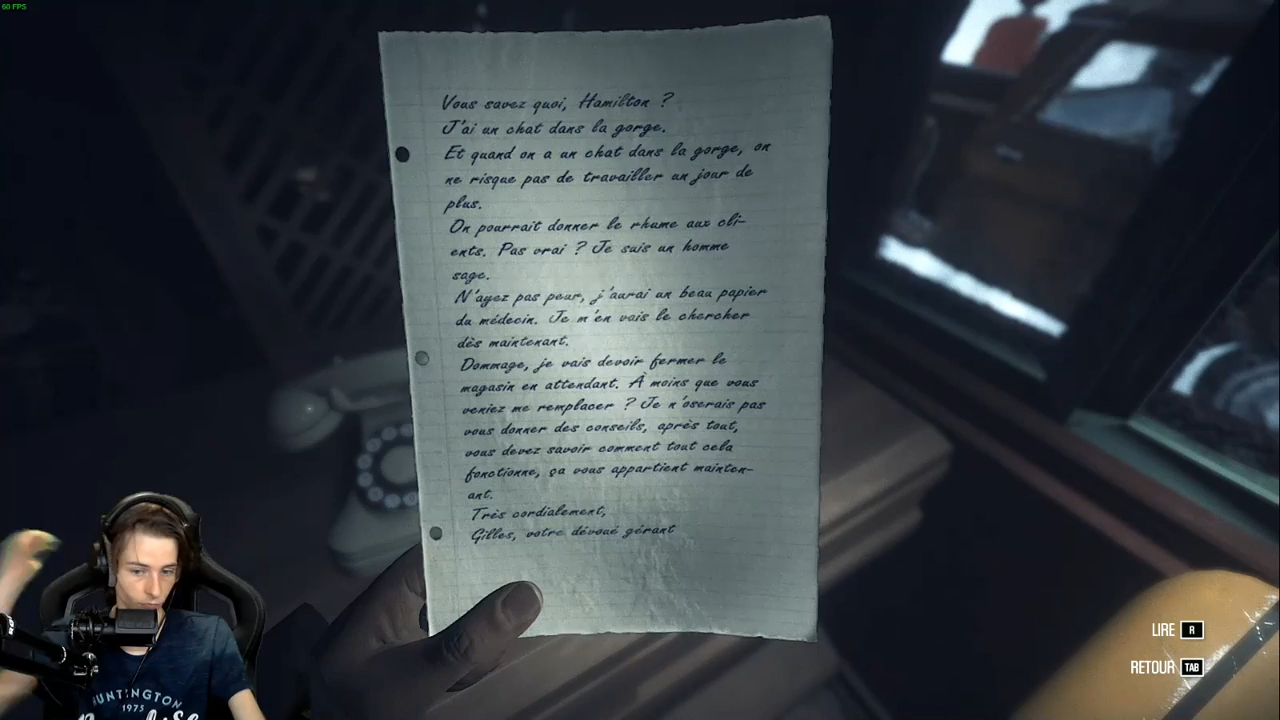 60 FPS
Vous savez quoi, Hamilton ?
J'ai un chat dans la gorge.
Et quand on a un chat dans la gorge, on
ne risque pas de travailler un jour de
plus.
On pourrait donner le rhume aux cli-
ents. Pas vrai ? Je suis un homme
sage.
N'ayez pas peur, j'aurai un beau papier
du médecin. Je m'en vais le chercher
dès maintenant.
Dommage, je vais devoir fermer le
magasin en attendant. À moins que vous
veniez me remplacer ? Je n'oserais pas
vous donner des conseils, après tout,
vous devez savoir comment tout cela
fonctionne, ça vous appartient mainten-
ant.
Très cordialement,
Gilles, votre dévoué gérant
LIRE R
RETOUR TAB
HUNTINGTON
1975